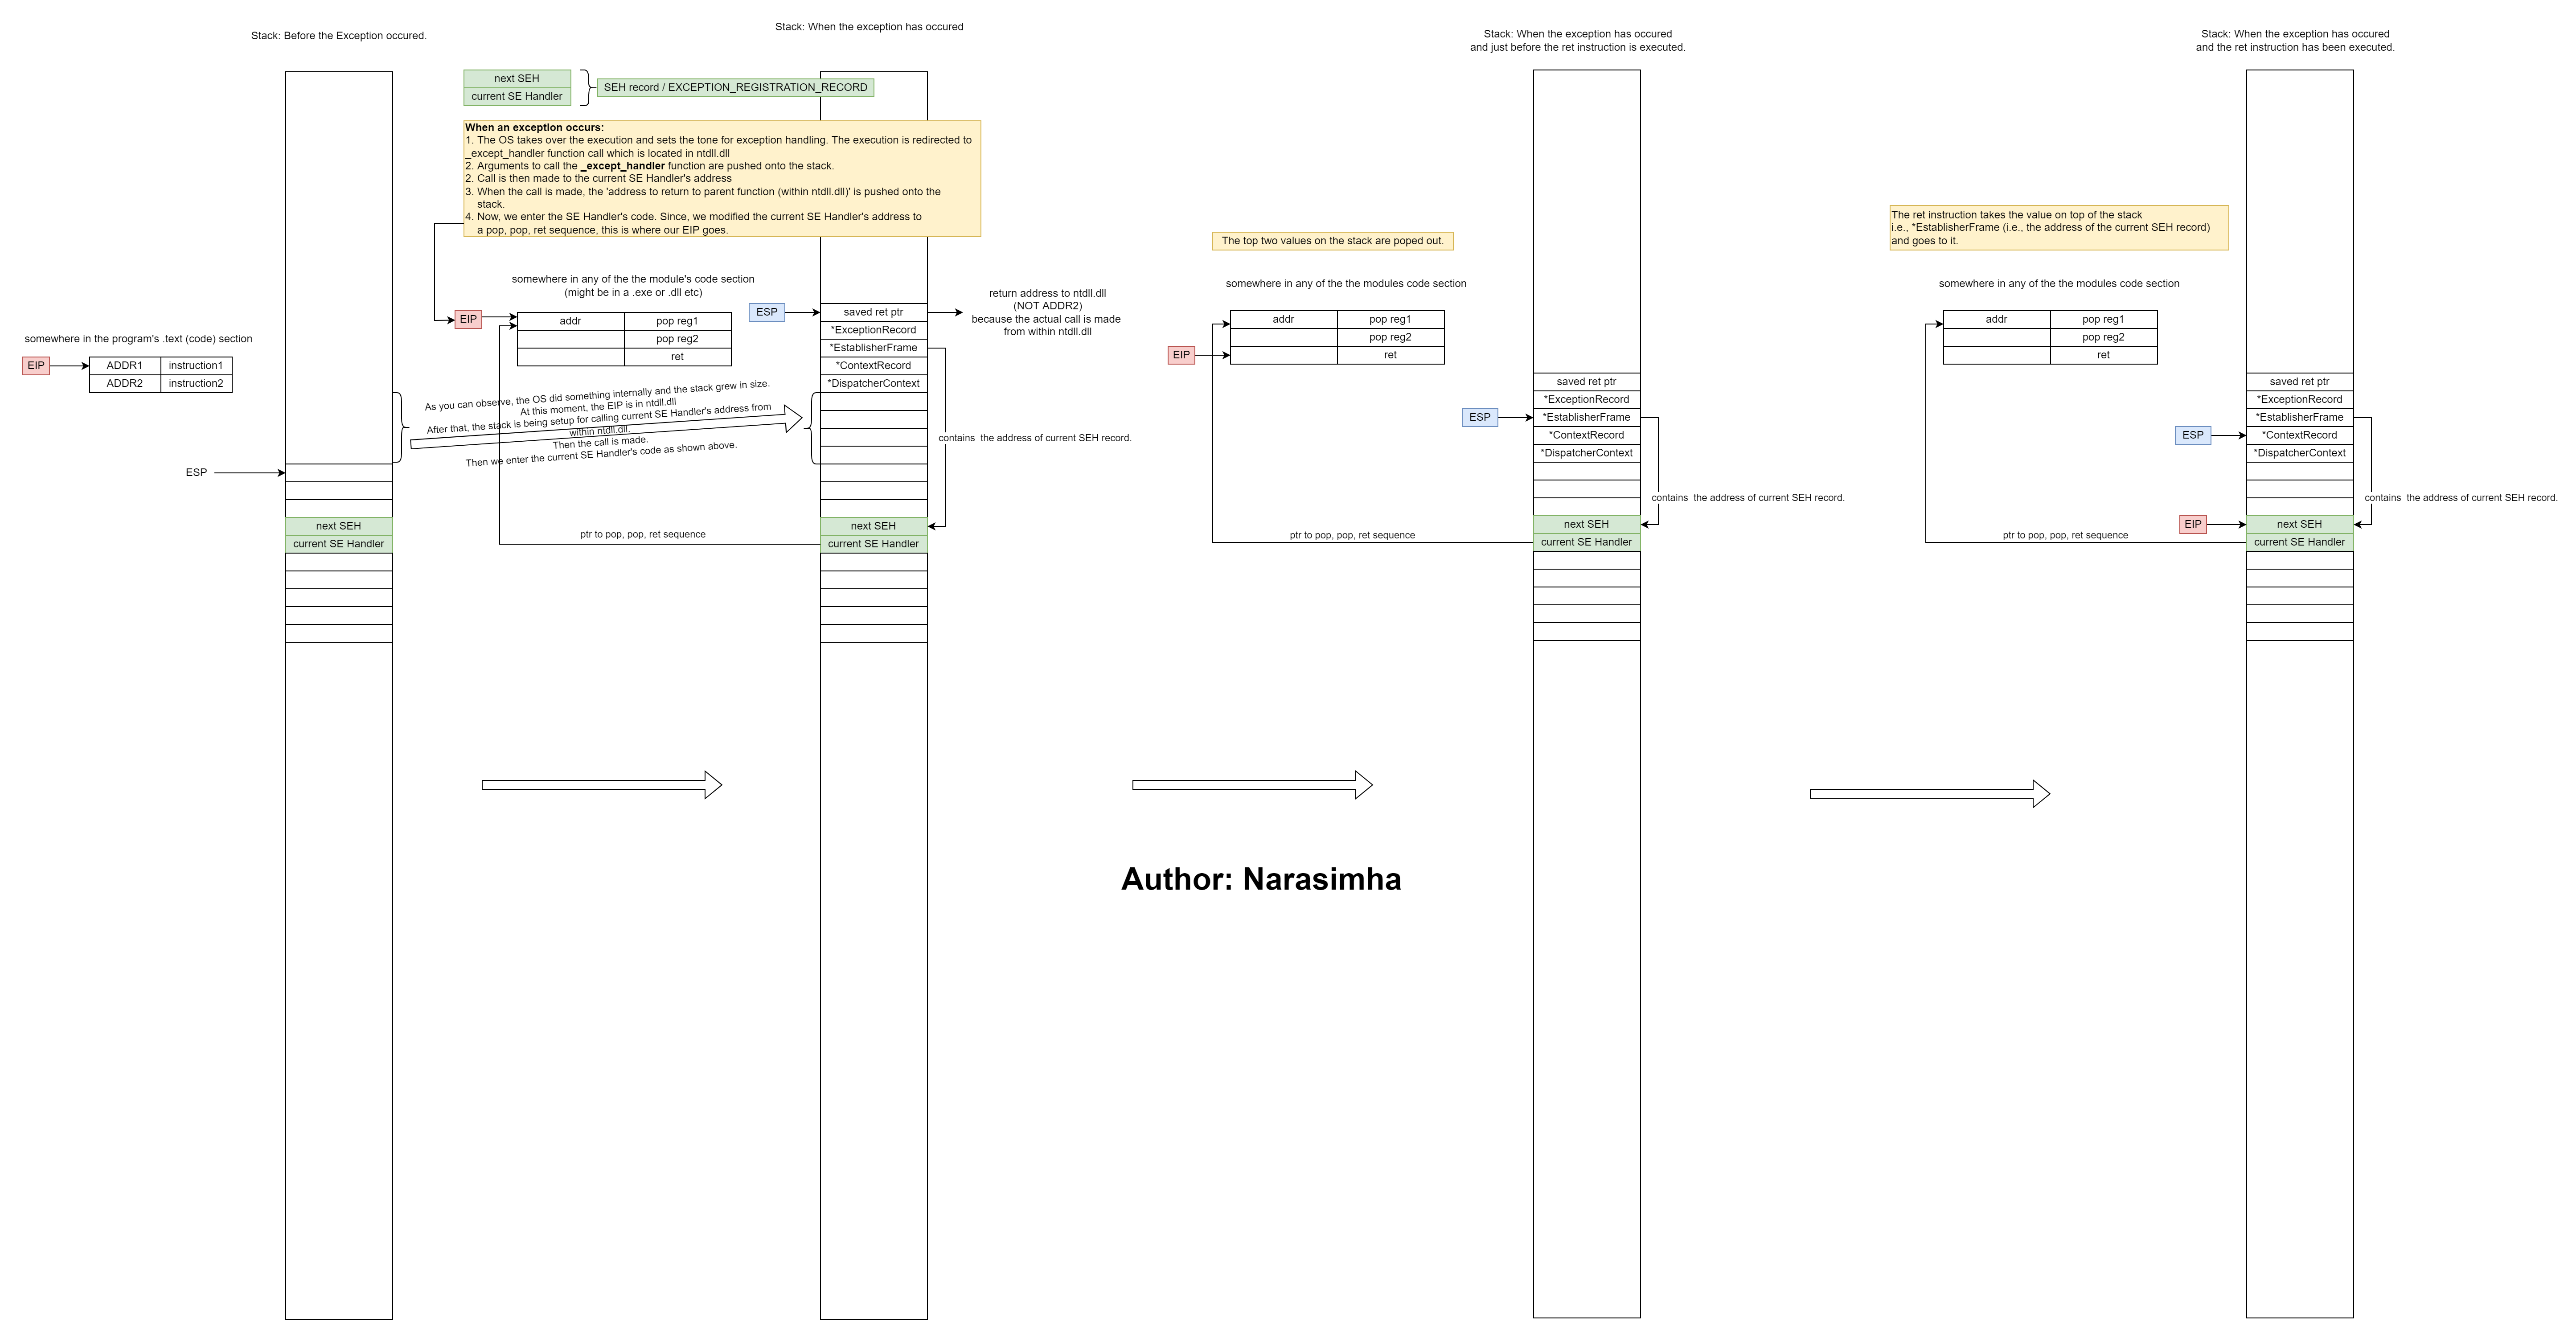 Stack: Before the Exception occured.
somewhere in the program's .text (code) section
EIP
ADDR1
instruction1
ADDR2
instruction2
ESP
next SEH
current SE Handler
Stack: When the exception has occured
next SEH
current SE Handler
SEH record / EXCEPTION_REGISTRATION_RECORD
When an exception occurs:
1. The OS takes over the execution and sets the tone for exception handling. The execution is redirected to
_except_handler function call which is located in ntdll.dll
2. Arguments to call the _except_handler function are pushed onto the stack.
2. Call is then made to the current SE Handler's address
3. When the call is made, the 'address to return to parent function (within ntdll.dll)' is pushed onto the
stack.
4. Now, we enter the SE Handler's code. Since, we modified the current SE Handler's address to
a pop, pop, ret sequence, this is where our EIP goes.
somewhere in any of the the module's code section
(might be in a .exe or .dll etc)
EIP
addr
pop reg1
pop reg2
ret
ESP
saved ret ptr
*ExceptionRecord
*EstablisherFrame
*ContextRecord
*DispatcherContext
return address to ntdll.dll
(NOT ADDR2)
because the actual call is made
from within ntdll.dll
As you can observe, the OS did something internally and the stack grew in size.
At this moment, the EIP is in ntdll.dll
After that, the stack is being setup for calling current SE Handler's address from
within ntdll.dll.
Then the call is made.
Then we enter the current SE Handler's code as shown above.
contains  the address of current SEH record.
ptr to pop, pop, ret sequence
next SEH
current SE Handler
Stack: When the exception has occured
and just before the ret instruction is executed.
The top two values on the stack are poped out.
somewhere in any of the the modules code section
EIP
addr
pop reg1
pop reg2
ret
ESP
saved ret ptr
*ExceptionRecord
*EstablisherFrame
*ContextRecord
*DispatcherContext
contains  the address of current SEH record.
ptr to pop, pop, ret sequence
next SEH
current SE Handler
Stack: When the exception has occured
and the ret instruction has been executed.
The ret instruction takes the value on top of the stack
i.e., *EstablisherFrame (i.e., the address of the current SEH record)
and goes to it.
somewhere in any of the the modules code section
addr
pop reg1
pop reg2
ret
saved ret ptr
*ExceptionRecord
*EstablisherFrame
ESP
*ContextRecord
*DispatcherContext
contains  the address of current SEH record.
EIP
ptr to pop, pop, ret sequence
next SEH
current SE Handler
Author: Narasimha